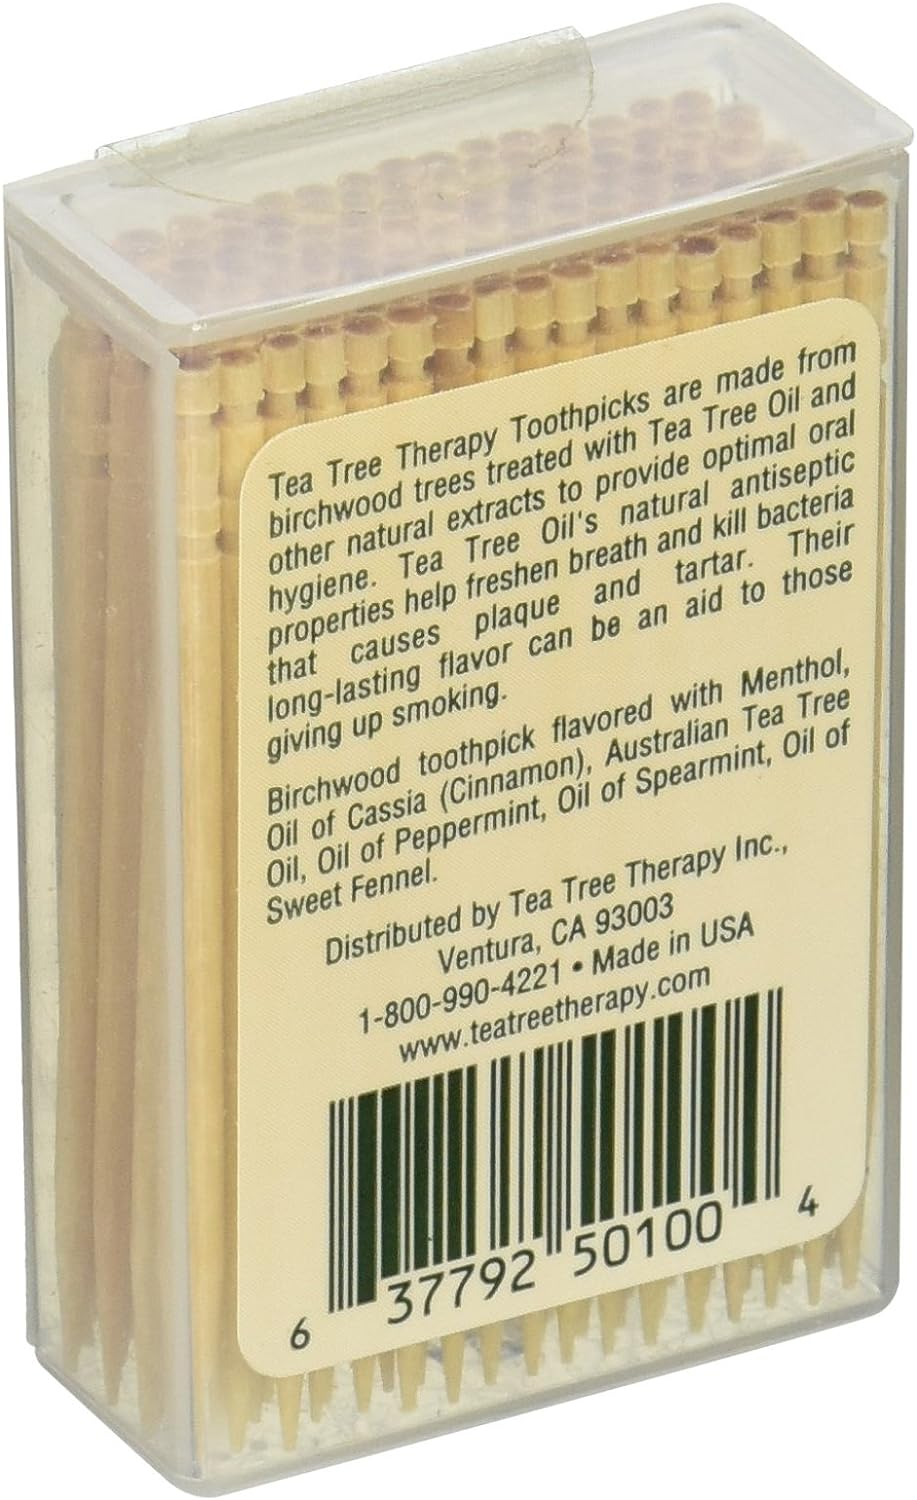 Tea Tree Therapy Toothpicks are made from
birchwood trees treated with Tea Tree Oil and
other natural extracts to provide optimal oral
hygiene. Tea Tree Oil's natural antiseptic
properties help freshen breath and kill bacteria
that causes plaque and tartar. Their
long-lasting flavor can be an aid to those
giving up smoking.
Birchwood toothpick flavored with Menthol,
Oil of Cassia (Cinnamon), Australian Tea Tree
Oil, Oil of Peppermint, Oil of Spearmint, Oil of
Sweet Fennel.
Distributed by Tea Tree Therapy Inc.,
Ventura, CA 93003
1-800-990-4221 • Made in USA
www.teatreetherapy.com
6 37792 50100 4